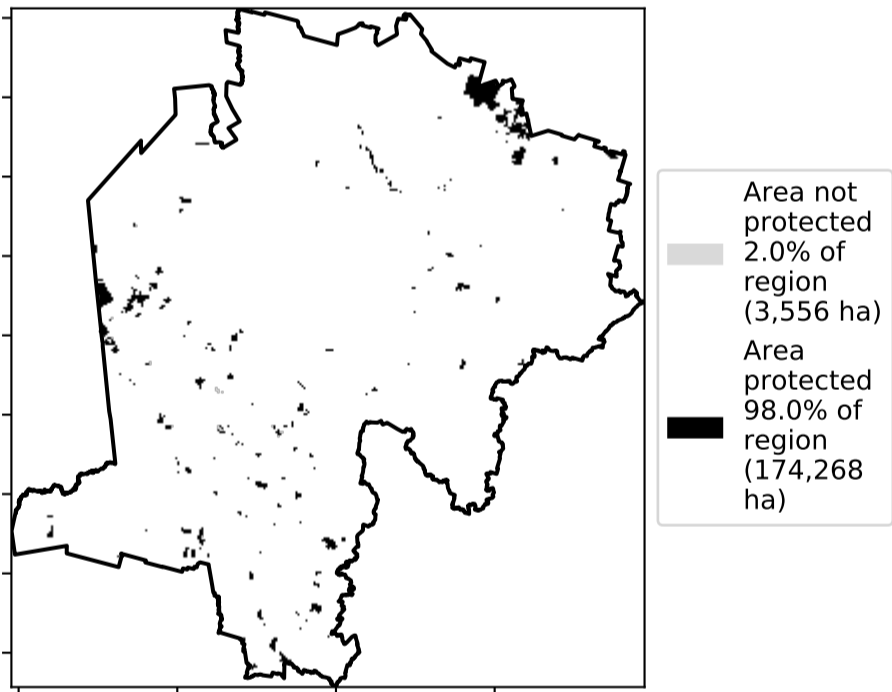 Area not
protected
2.0% of
region
(3,556 ha)
Area
protected
98.0% of
region
(174,268
ha)